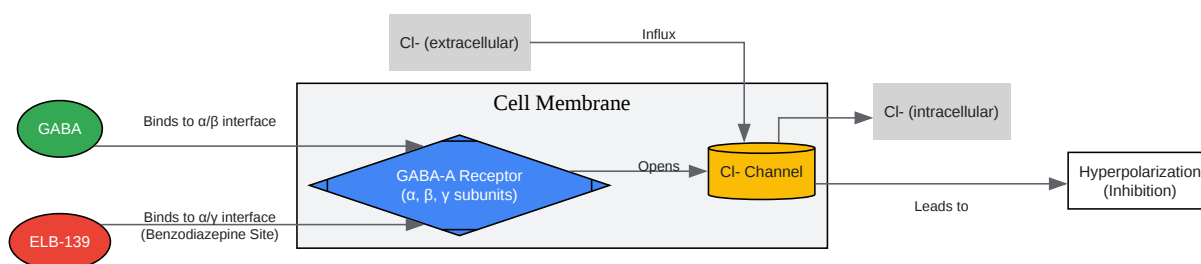 Cl- (extracellular)
Influx
Cell Membrane
Cl- (intracellular)
GABA
Binds to α/β interface
GABA-A Receptor
(α, β, γ subunits)
Opens
Cl- Channel
Hyperpolarization
(Inhibition)
Leads to
ELB-139
Binds to α/γ interface
(Benzodiazepine Site)